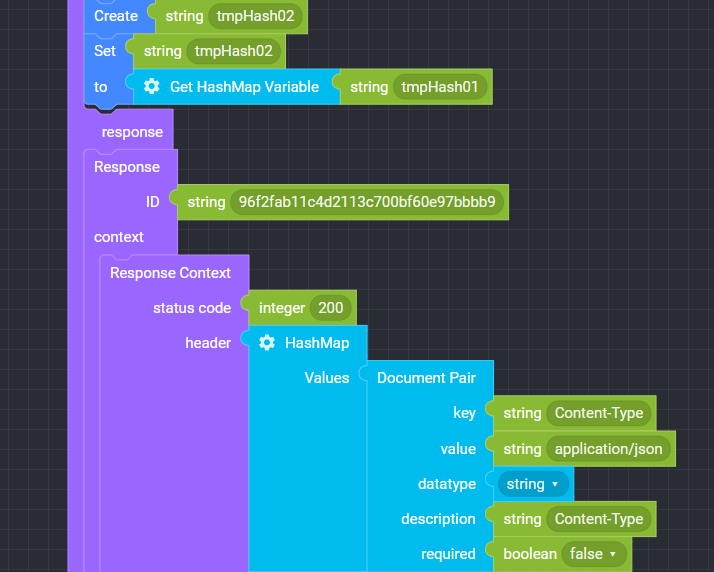 Create string tmpHash02
Set string tmpHash02
to Get HashMap Variable string tmpHash01
response
Response
ID string 96f2fab11c4d2113c700bf60e97bbbb9
context
Response Context
status code integer 200
header HashMap
Values Document Pair
key string Content-Type
value string application/json
datatype string
description string Content-Type
required boolean false